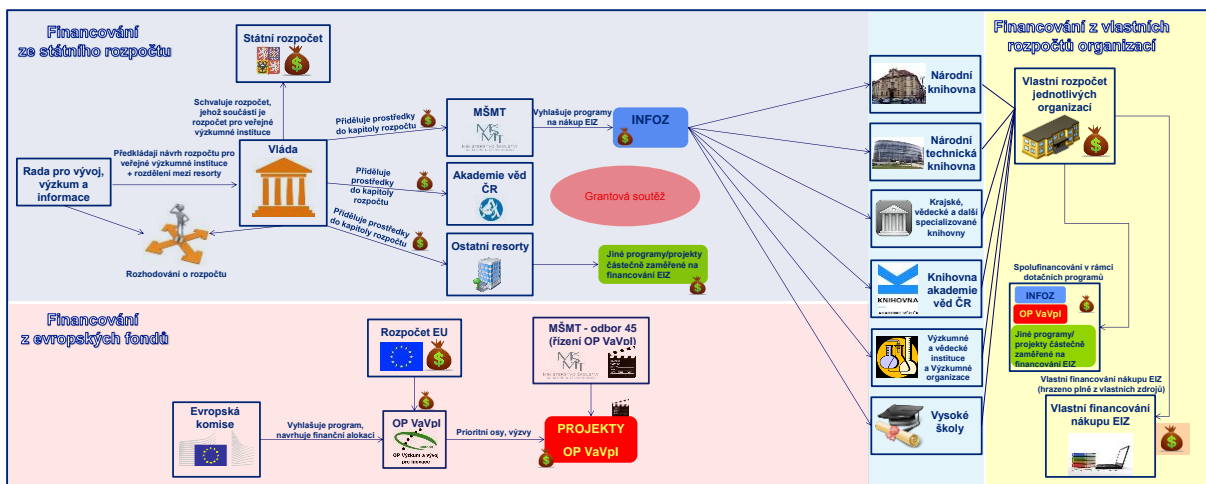 Financování
ze státního rozpočtu
Státní rozpočet
Schvaluje rozpočet,
jehož součástí je
rozpočet pro veřejné
výzkumné instituce
Předkládají návrh rozpočtu pro
veřejné výzkumné instituce
+ rozdělení mezi resorty
Rada pro vývoj,
výzkum a
informace
Vláda
Rozhodování o rozpočtu
Přiděluje prostředky
do kapitoly rozpočtu
Přiděluje
prostředky
do kapitoly
rozpočtu
Přiděluje prostředky
do kapitoly rozpočtu
MŠMT
Vyhlašuje programy
na nákup EIZ
INFOZ
Akademie věd
ČR
Grantová soutěž
Ostatní resorty
Jiné programy/projekty
částečně zaměřené na
financování EIZ
Národní
knihovna
Národní
technická
knihovna
Krajské,
vědecké a další
specializované
knihovny
Knihovna
akademie
věd ČR
KNIHOVNA
Výzkumné
a vědecké
instituce
a Výzkumné
organizace
Vysoké
školy
Financování z vlastních
rozpočtů organizací
Vlastní rozpočet
jednotlivých
organizací
Spolufinancování v rámci
dotačních programů
INFOZ
OP VaVpI
Jiné programy/
projekty částečně
zaměřené na
financování EIZ
Vlastní financování nákupu EIZ
(hrazeno plně z vlastních zdrojů)
Vlastní financování
nákupu EIZ
Financování
z evropských fondů
Rozpočet EU
MŠMT - odbor 45
(řízení OP VaVpI)
Evropská
komise
Vyhlašuje program,
navrhuje finanční alokaci
OP VaVpI
OP Výzkum a vývoj
pro inovace
Prioritní osy, výzvy
PROJEKTY
OP VaVpI